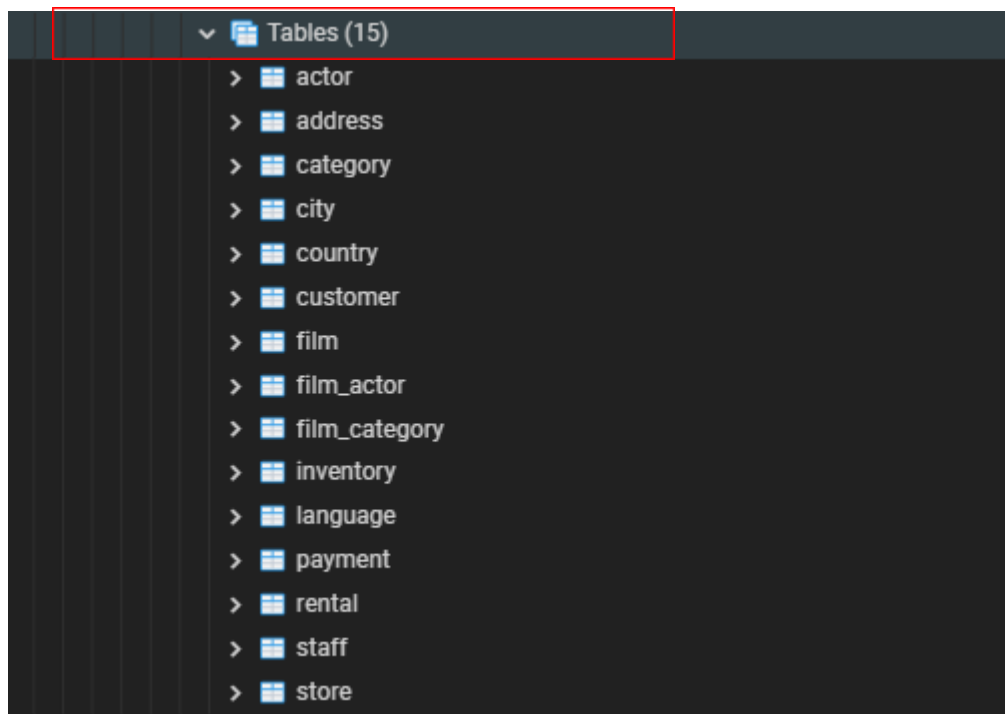 Tables (15)
actor
address
category
city
country
customer
film
film_actor
film_category
inventory
language
payment
rental
staff
store